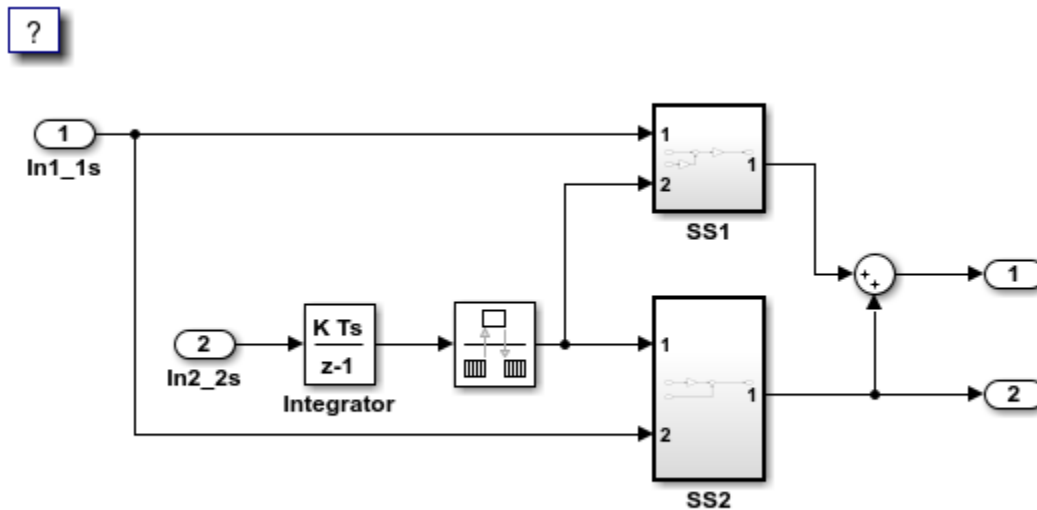 ?
1
In1_1s
1
2
1
SS1
+
+
1
2
In2_2s
K Ts
z-1
Integrator
1
2
1
SS2
2